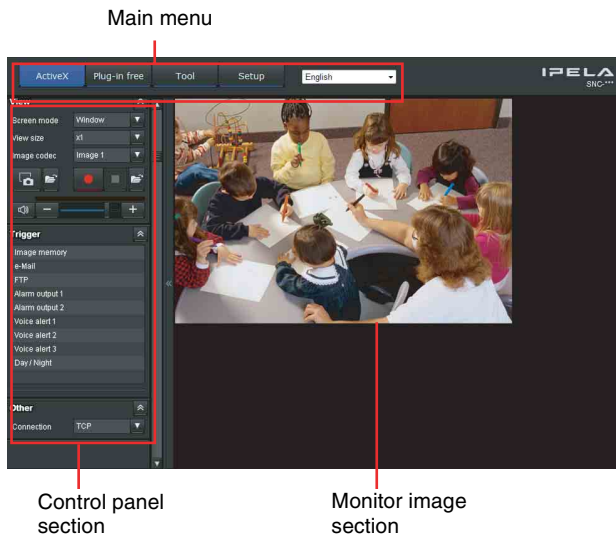 Main menu
ActiveX Plug-in free Tool Setup English
IPELA
SNC-***
View
Screen mode Window
View size x1
Image codec Image 1
Trigger
Image memory
e-Mail
FTP
Alarm output 1
Alarm output 2
Voice alert 1
Voice alert 2
Voice alert 3
Day / Night
Other
Connection TCP
Control panel
section
Monitor image
section